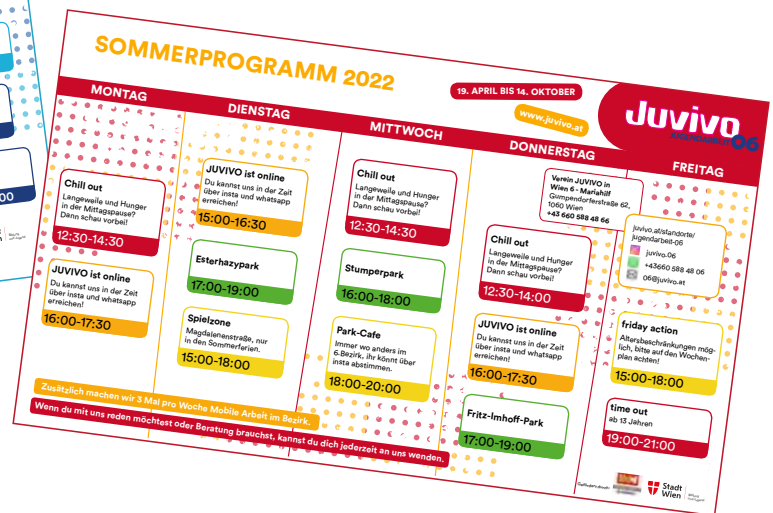 SOMMERPROGRAMM 2022
19. APRIL BIS 14. OKTOBER
www.juvivo.at
Juvivo
JUGENDARBEIT 06
MONTAG
Chill out
Langeweile und Hunger
in der Mittagspause?
Dann schau vorbei!
12:30-14:30
JUVIVO ist online
Du kannst uns in der Zeit
über insta und whatsapp
erreichen!
16:00-17:30
DIENSTAG
JUVIVO ist online
Du kannst uns in der Zeit
über insta und whatsapp
erreichen!
15:00-16:30
Esterhazypark
17:00-19:00
Spielzone
Magdalenenstraße, nur
in den Sommerferien.
15:00-18:00
MITTWOCH
Chill out
Langeweile und Hunger
in der Mittagspause?
Dann schau vorbei!
12:30-14:30
Stumperpark
16:00-18:00
Park-Cafe
Immer wo anders im
6.Bezirk, ihr könnt über
insta abstimmen.
18:00-20:00
DONNERSTAG
Verein JUVIVO in
Wien 6 - Mariahilf
Gumpendorferstraße 62,
1060 Wien
+43 660 588 48 66
Chill out
Langeweile und Hunger
in der Mittagspause?
Dann schau vorbei!
12:30-14:00
JUVIVO ist online
Du kannst uns in der Zeit
über insta und whatsapp
erreichen!
16:00-17:30
Fritz-Imhoff-Park
17:00-19:00
FREITAG
juvivo.at/standorte/
jugendarbeit-06
juvivo.06
+43660 588 48 06
06@juvivo.at
friday action
Altersbeschränkungen mög-
lich, bitte auf den Wochen-
plan achten!
15:00-18:00
time out
ab 13 Jahren
19:00-21:00
Zusätzlich machen wir 3 Mal pro Woche Mobile Arbeit im Bezirk.
Wenn du mit uns reden möchtest oder Beratung brauchst, kannst du dich jederzeit an uns wenden.
Stadt
Wien